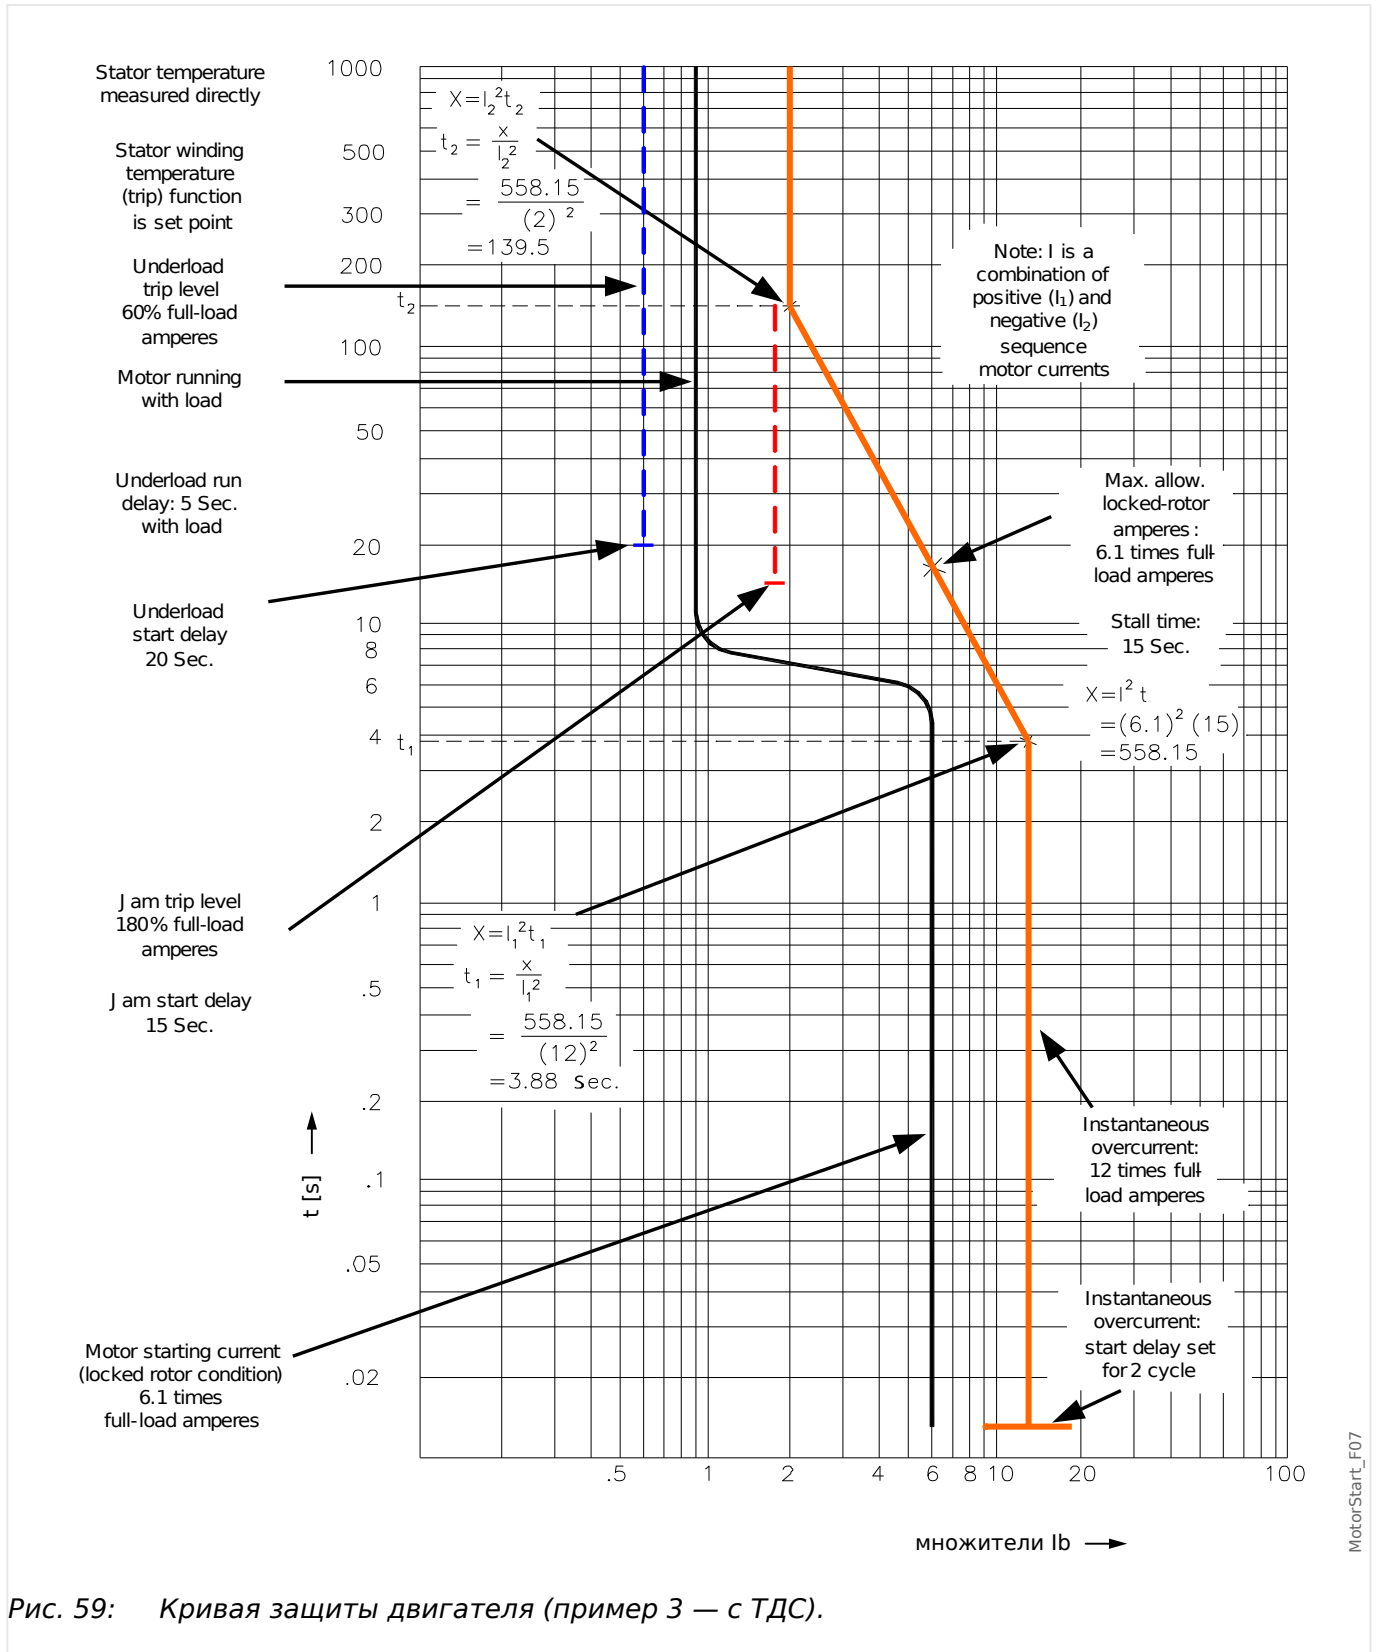 Stator temperature
measured directly
Stator winding
temperature
(trip) function
is set point
Underload
trip level
60% full-load
amperes
Motor running
with load
Underload run
delay: 5 Sec.
with load
Underload
start delay
20 Sec.
Jam trip level
180% full-load
amperes
Jam start delay
15 Sec.
Motor starting current
(locked rotor condition)
6.1 times
full-load amperes
t [s]
1000
500
300
200
t₂
100
50
20
10
8
6
4
t₁
2
1
.5
.2
.1
.05
.02
X=I₂²t₂
t₂ = x / I₂²
= 558.15 / (2)²
=139.5
Note: I is a
combination of
positive (I₁) and
negative (I₂)
sequence
motor currents
Max. allow.
locked-rotor
amperes :
6.1 times full-
load amperes
Stall time:
15 Sec.
X=I² t
=(6.1)² (15)
=558.15
X=I₁²t₁
t₁ = x / I₁²
= 558.15 / (12)²
=3.88 sec.
Instantaneous
overcurrent:
12 times full-
load amperes
Instantaneous
overcurrent:
start delay set
for 2 cycle
.5 1 2 4 6 8 10 20 100
множители Ib
MotorStart_F07
Рис. 59: Кривая защиты двигателя (пример 3 — с ТДС).